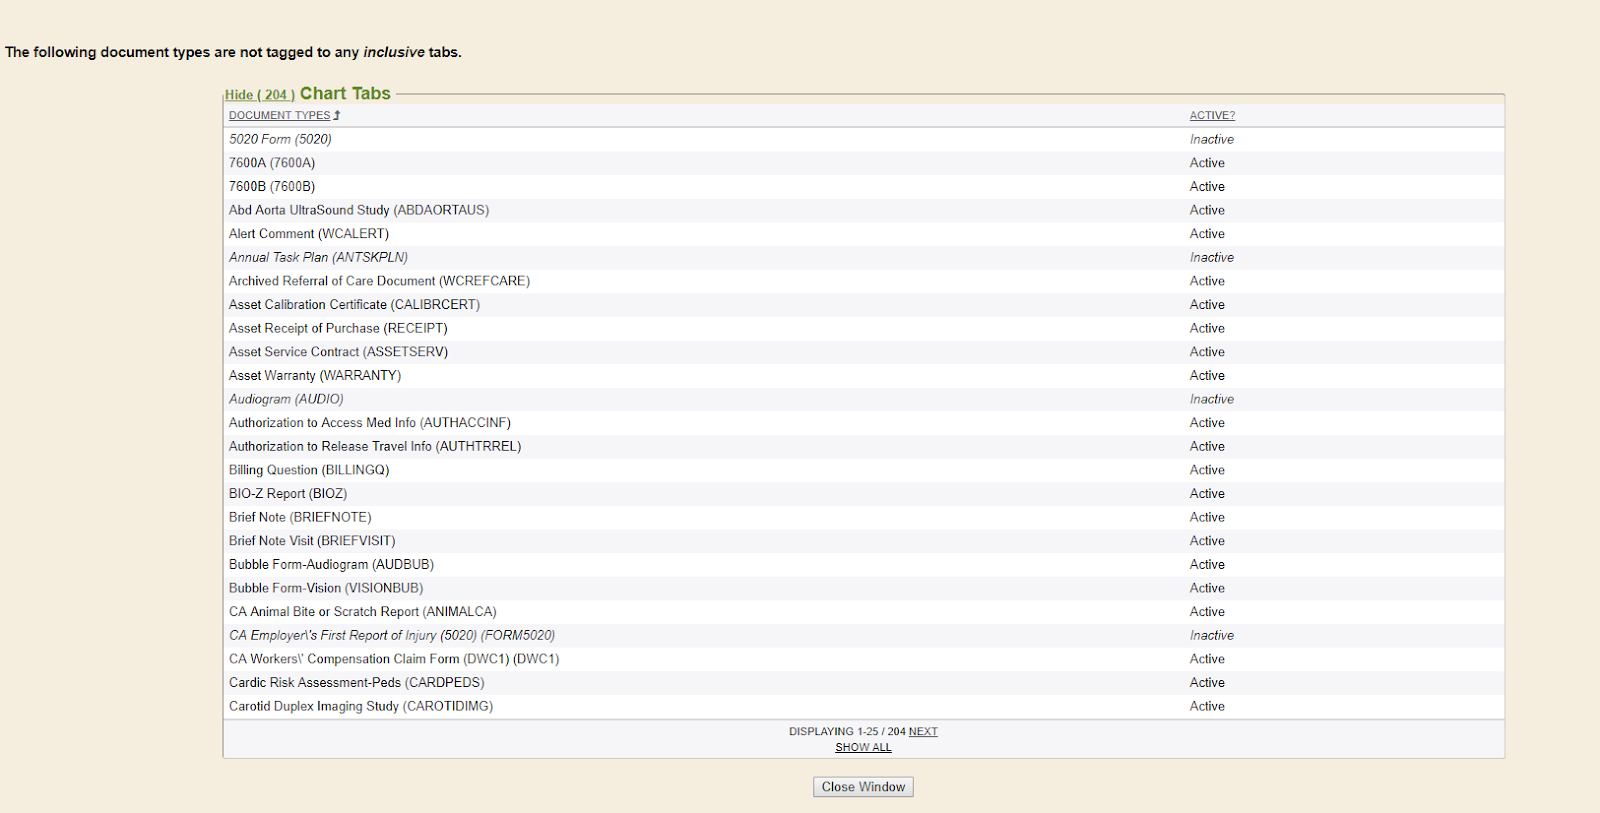 The following document types are not tagged to any inclusive tabs.
Hide ( 204 ) Chart Tabs
DOCUMENT TYPES ACTIVE?
5020 Form (5020) Inactive
7600A (7600A) Active
7600B (7600B) Active
Abd Aorta UltraSound Study (ABDAORTAUS) Active
Alert Comment (WCALERT) Active
Annual Task Plan (ANTSKPLN) Inactive
Archived Referral of Care Document (WCREFCARE) Active
Asset Calibration Certificate (CALIBRCERT) Active
Asset Receipt of Purchase (RECEIPT) Active
Asset Service Contract (ASSETSERV) Active
Asset Warranty (WARRANTY) Active
Audiogram (AUDIO) Inactive
Authorization to Access Med Info (AUTHACCINF) Active
Authorization to Release Travel Info (AUTHTRREL) Active
Billing Question (BILLINGQ) Active
BIO-Z Report (BIOZ) Active
Brief Note (BRIEFNOTE) Active
Brief Note Visit (BRIEFVISIT) Active
Bubble Form-Audiogram (AUDBUB) Active
Bubble Form-Vision (VISIONBUB) Active
CA Animal Bite or Scratch Report (ANIMALCA) Active
CA Employer\'s First Report of Injury (5020) (FORM5020) Inactive
CA Workers\' Compensation Claim Form (DWC1) (DWC1) Active
Cardic Risk Assessment-Peds (CARDPEDS) Active
Carotid Duplex Imaging Study (CAROTIDIMG) Active
DISPLAYING 1-25 / 204 NEXT
SHOW ALL
Close Window